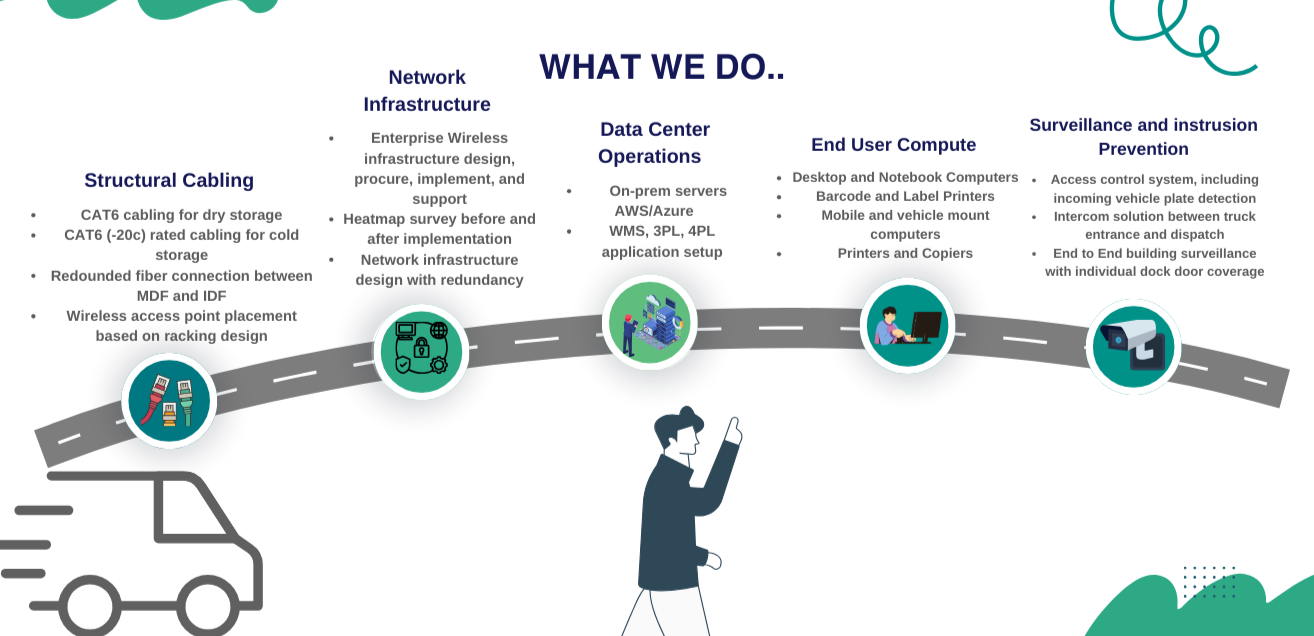 WHAT WE DO..
Structural Cabling
• CAT6 cabling for dry storage
• CAT6 (-20c) rated cabling for cold
storage
• Redounded fiber connection between
MDF and IDF
• Wireless access point placement
based on racking design
Network
Infrastructure
• Enterprise Wireless
infrastructure design,
procure, implement, and
support
• Heatmap survey before and
after implementation
• Network infrastructure
design with redundancy
Data Center
Operations
• On-prem servers
AWS/Azure
• WMS, 3PL, 4PL
application setup
End User Compute
• Desktop and Notebook Computers
• Barcode and Label Printers
• Mobile and vehicle mount
computers
• Printers and Copiers
Surveillance and instrusion
Prevention
• Access control system, including
incoming vehicle plate detection
• Intercom solution between truck
entrance and dispatch
• End to End building surveillance
with individual dock door coverage